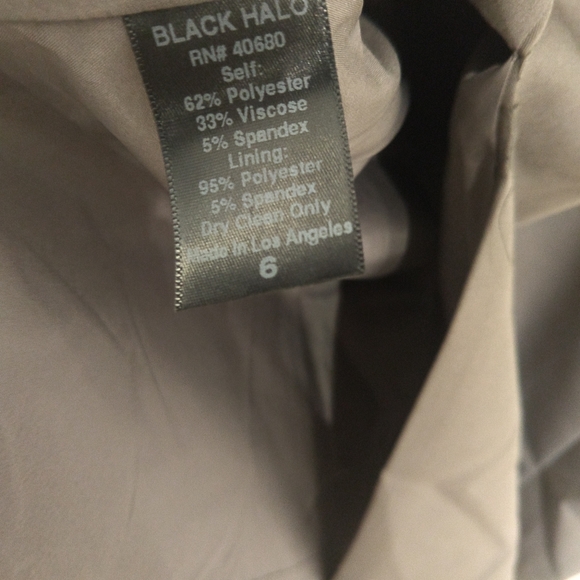 BLACK HALO
RN# 40680
Self:
62% Polyester
33% Viscose
5% Spandex
Lining:
95% Polyester
5% Spandex
Dry Clean Only
Made in Los Angeles
6